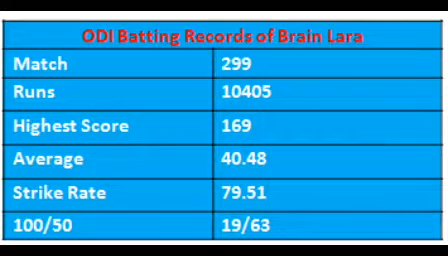 ODI Batting Records of Brain Lara
Match 299
Runs 10405
Highest Score 169
Average 40.48
Strike Rate 79.51
100/50 19/63